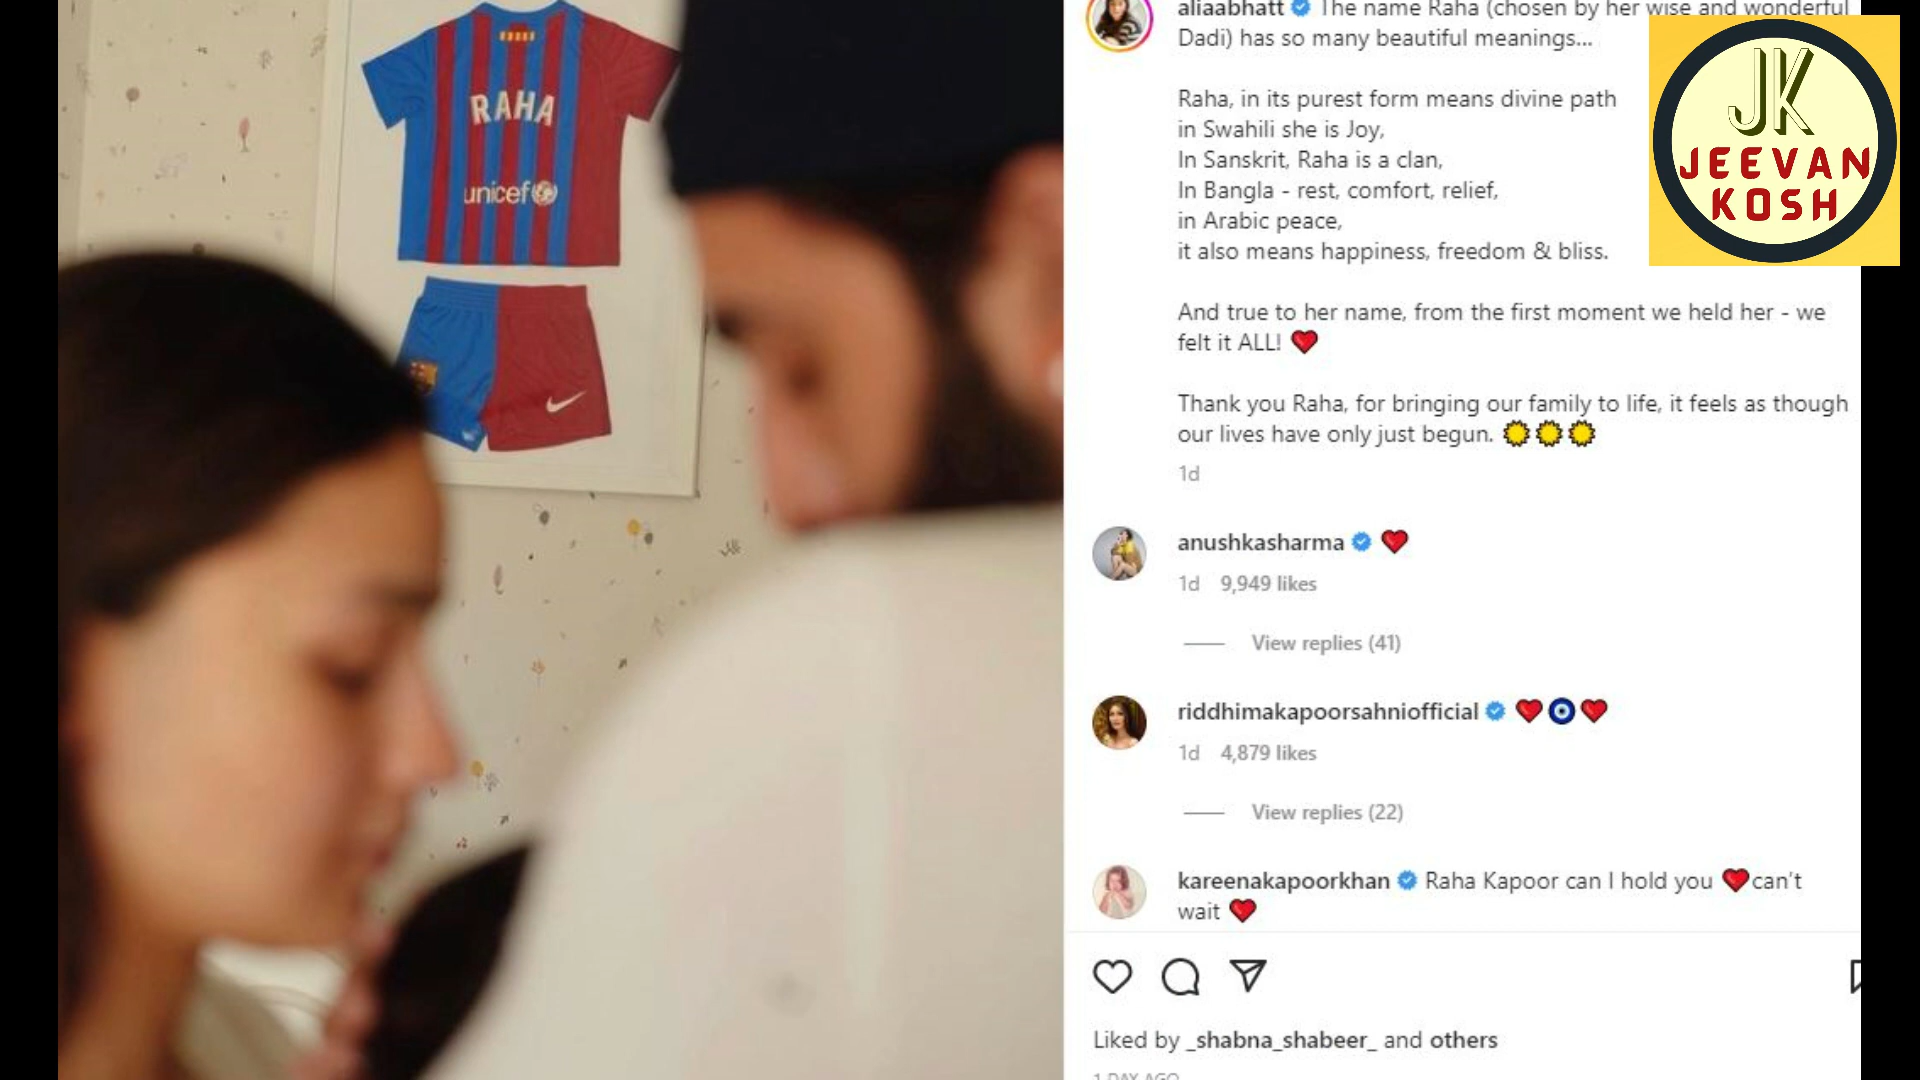 RAHA
unicef
aliaabhatt The name Raha (chosen by her wise and wonderful
Dadi) has so many beautiful meanings...
Raha, in its purest form means divine path
in Swahili she is Joy,
In Sanskrit, Raha is a clan,
In Bangla - rest, comfort, relief,
in Arabic peace,
it also means happiness, freedom & bliss.
And true to her name, from the first moment we held her - we
felt it ALL! ❤️
Thank you Raha, for bringing our family to life, it feels as though
our lives have only just begun.
1d
anushkasharma ❤️
1d 9,949 likes
View replies (41)
riddhimakapoorsahniofficial ❤️🧿❤️
1d 4,879 likes
View replies (22)
kareenakapoorkhan Raha Kapoor can I hold you ❤️can't
wait ❤️
Liked by _shabna_shabeer_ and others
1 DAY AGO
JK
JEEVAN
KOSH